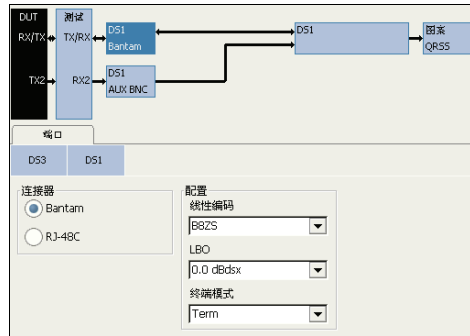 DUT
测试
DS1
DS1
图案
RX/TX
TX/RX
Bantam
QRSS
DS1
TX2
RX2
AUX BNC
端口
DS3
DS1
连接器
配置
Bantam
线性编码
B8ZS
RJ-48C
LBO
0.0 dBdsx
终端模式
Term